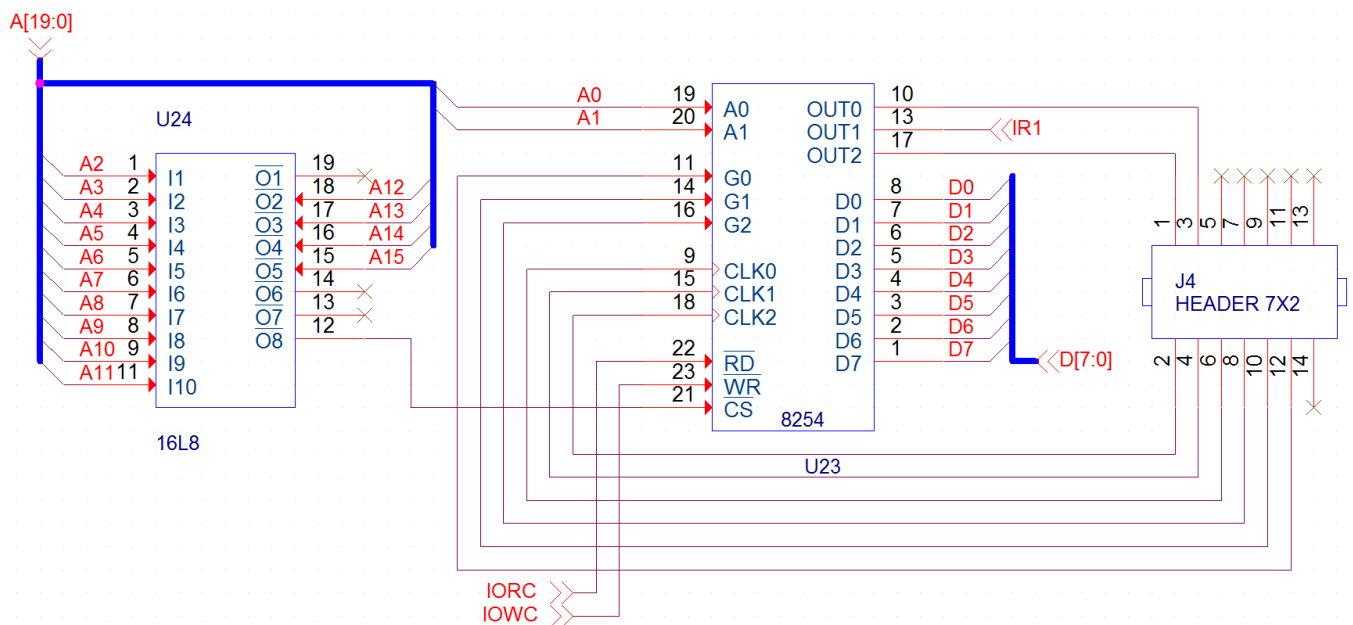 A[19:0]
U24
A2 1 I1
A3 2 I2
A4 3 I3
A5 4 I4
A6 5 I5
A7 6 I6
A8 7 I7
A9 8 I8
A10 9 I9
A11 11 I10
O1 19
O2 18 A12
O3 17 A13
O4 16 A14
O5 15 A15
O6 14
O7 13
O8 12
16L8
A0 19 A0
A1 20 A1
11 G0
14 G1
16 G2
9 CLK0
15 CLK1
18 CLK2
22 RD
23 WR
21 CS
OUT0 10
OUT1 13 IR1
OUT2 17
D0 8 D0
D1 7 D1
D2 6 D2
D3 5 D3
D4 4 D4
D5 3 D5
D6 2 D6
D7 1 D7
8254
U23
D[7:0]
1 3 5 7 9 11 13
J4
HEADER 7X2
2 4 6 8 10 12 14
IORC
IOWC